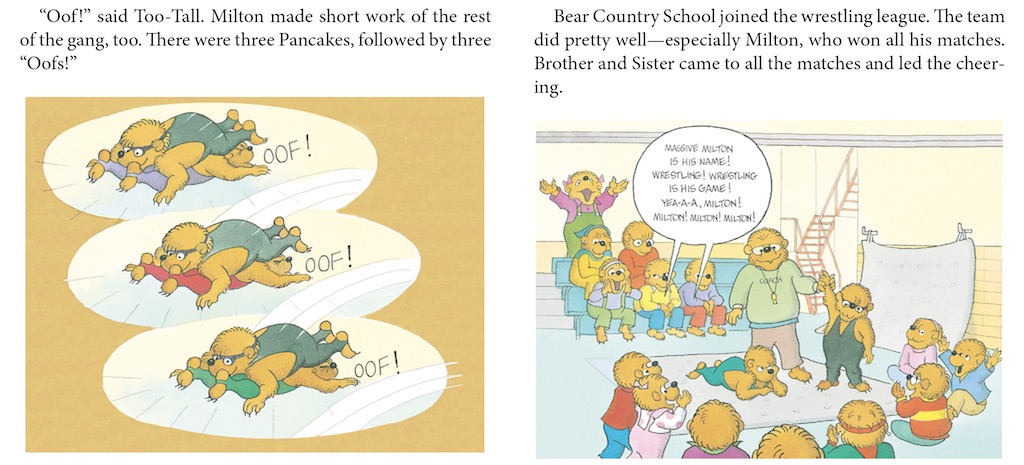 “Oof!” said Too-Tall. Milton made short work of the rest
of the gang, too. There were three Pancakes, followed by three
“Oofs!”
OOF!
OOF!
OOF!
Bear Country School joined the wrestling league. The team
did pretty well—especially Milton, who won all his matches.
Brother and Sister came to all the matches and led the cheer-
ing.
MASSIVE MILTON
IS HIS NAME!
WRESTLING! WRESTLING
IS HIS GAME!
YEA-A-A, MILTON!
MILTON! MILTON! MILTON!
COACH